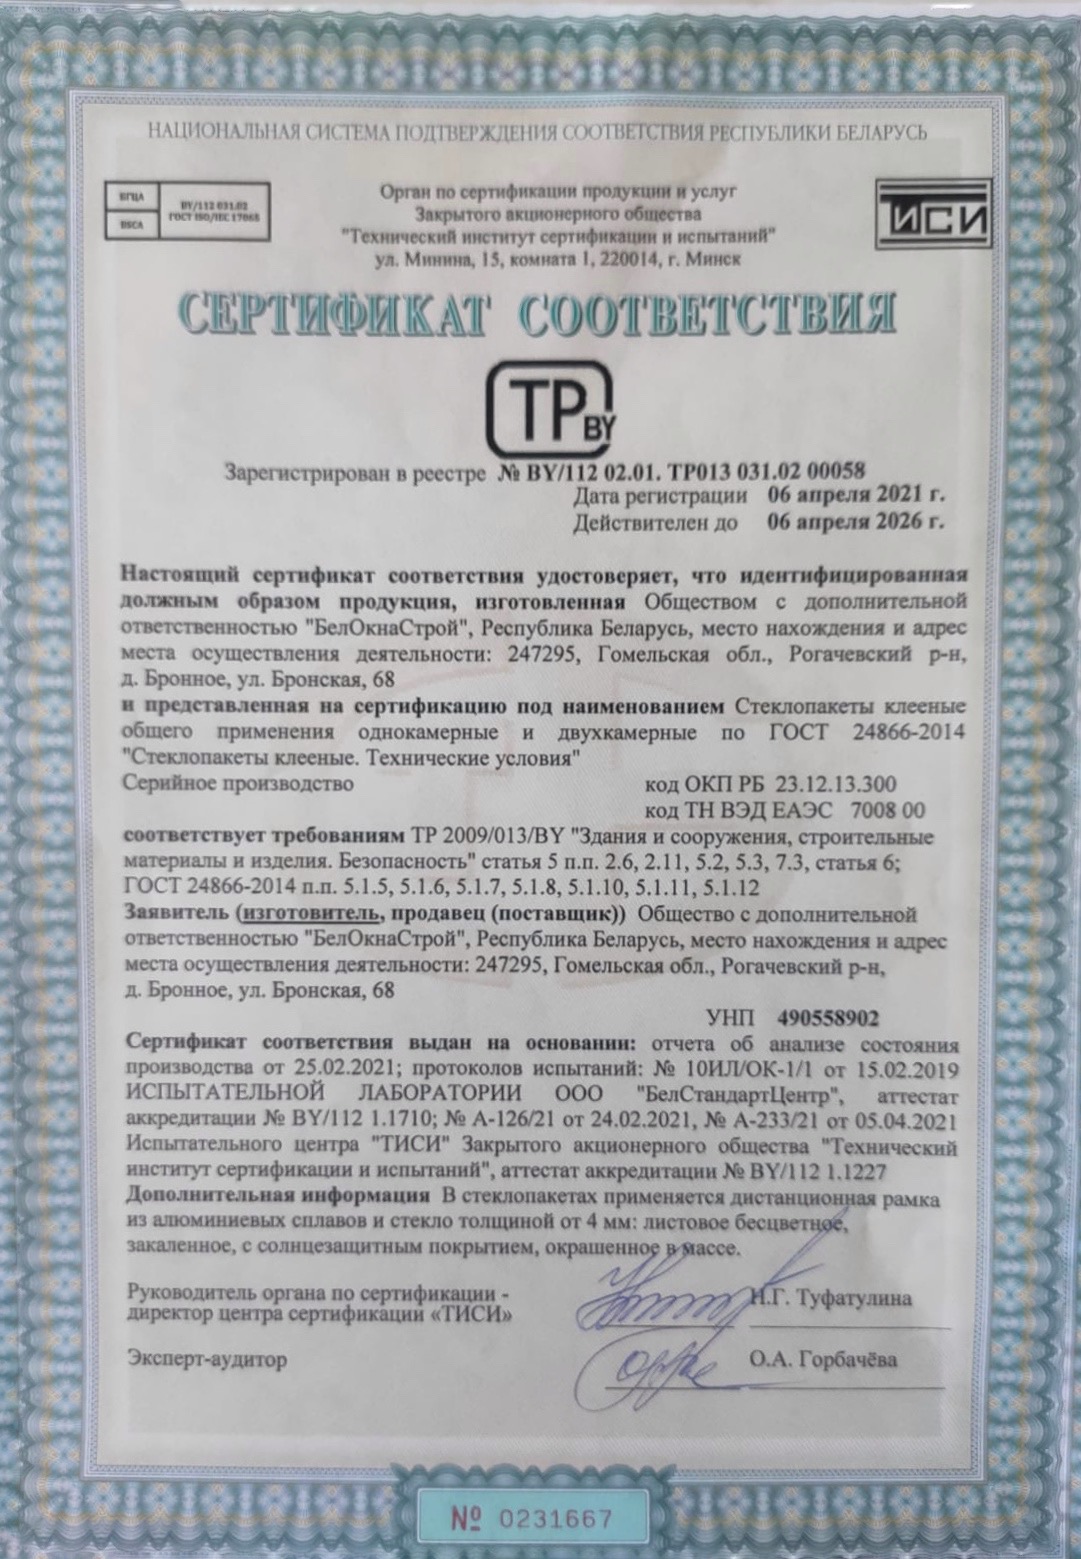 НАЦИОНАЛЬНАЯ СИСТЕМА ПОДТВЕРЖДЕНИЯ СООТВЕТСТВИЯ РЕСПУБЛИКИ БЕЛАРУСЬ
БГЦА
BSCA
BY/112 031.02
ГОСТ ISO/IEC 17065
Орган по сертификации продукции и услуг
Закрытого акционерного общества
"Технический институт сертификации и испытаний"
ул. Минина, 15, комната 1, 220014, г. Минск
ТИСИ
СЕРТИФИКАТ СООТВЕТСТВИЯ
ТР BY
Зарегистрирован в реестре № BY/112 02.01. ТР013 031.02 00058
Дата регистрации 06 апреля 2021 г.
Действителен до 06 апреля 2026 г.
Настоящий сертификат соответствия удостоверяет, что идентифицированная
должным образом продукция, изготовленная Обществом с дополнительной
ответственностью "БелОкнаСтрой", Республика Беларусь, место нахождения и адрес
места осуществления деятельности: 247295, Гомельская обл., Рогачевский р-н,
д. Бронное, ул. Бронская, 68
и представленная на сертификацию под наименованием Стеклопакеты клееные
общего применения однокамерные и двухкамерные по ГОСТ 24866-2014
"Стеклопакеты клееные. Технические условия"
Серийное производство код ОКП РБ 23.12.13.300
код ТН ВЭД ЕАЭС 7008 00
соответствует требованиям ТР 2009/013/BY "Здания и сооружения, строительные
материалы и изделия. Безопасность" статья 5 п.п. 2.6, 2.11, 5.2, 5.3, 7.3, статья 6;
ГОСТ 24866-2014 п.п. 5.1.5, 5.1.6, 5.1.7, 5.1.8, 5.1.10, 5.1.11, 5.1.12
Заявитель (изготовитель, продавец (поставщик)) Общество с дополнительной
ответственностью "БелОкнаСтрой", Республика Беларусь, место нахождения и адрес
места осуществления деятельности: 247295, Гомельская обл., Рогачевский р-н,
д. Бронное, ул. Бронская, 68
УНП 490558902
Сертификат соответствия выдан на основании: отчета об анализе состояния
производства от 25.02.2021; протоколов испытаний: № 10ИЛ/ОК-1/1 от 15.02.2019
ИСПЫТАТЕЛЬНОЙ ЛАБОРАТОРИИ ООО "БелСтандартЦентр", аттестат
аккредитации № BY/112 1.1710; № А-126/21 от 24.02.2021, № А-233/21 от 05.04.2021
Испытательного центра "ТИСИ" Закрытого акционерного общества "Технический
институт сертификации и испытаний", аттестат аккредитации № BY/112 1.1227
Дополнительная информация В стеклопакетах применяется дистанционная рамка
из алюминиевых сплавов и стекло толщиной от 4 мм: листовое бесцветное,
закаленное, с солнцезащитным покрытием, окрашенное в массе.
Руководитель органа по сертификации -
директор центра сертификации «ТИСИ» Н.Г. Туфатулина
Эксперт-аудитор О.А. Горбачёва
№ 0231667